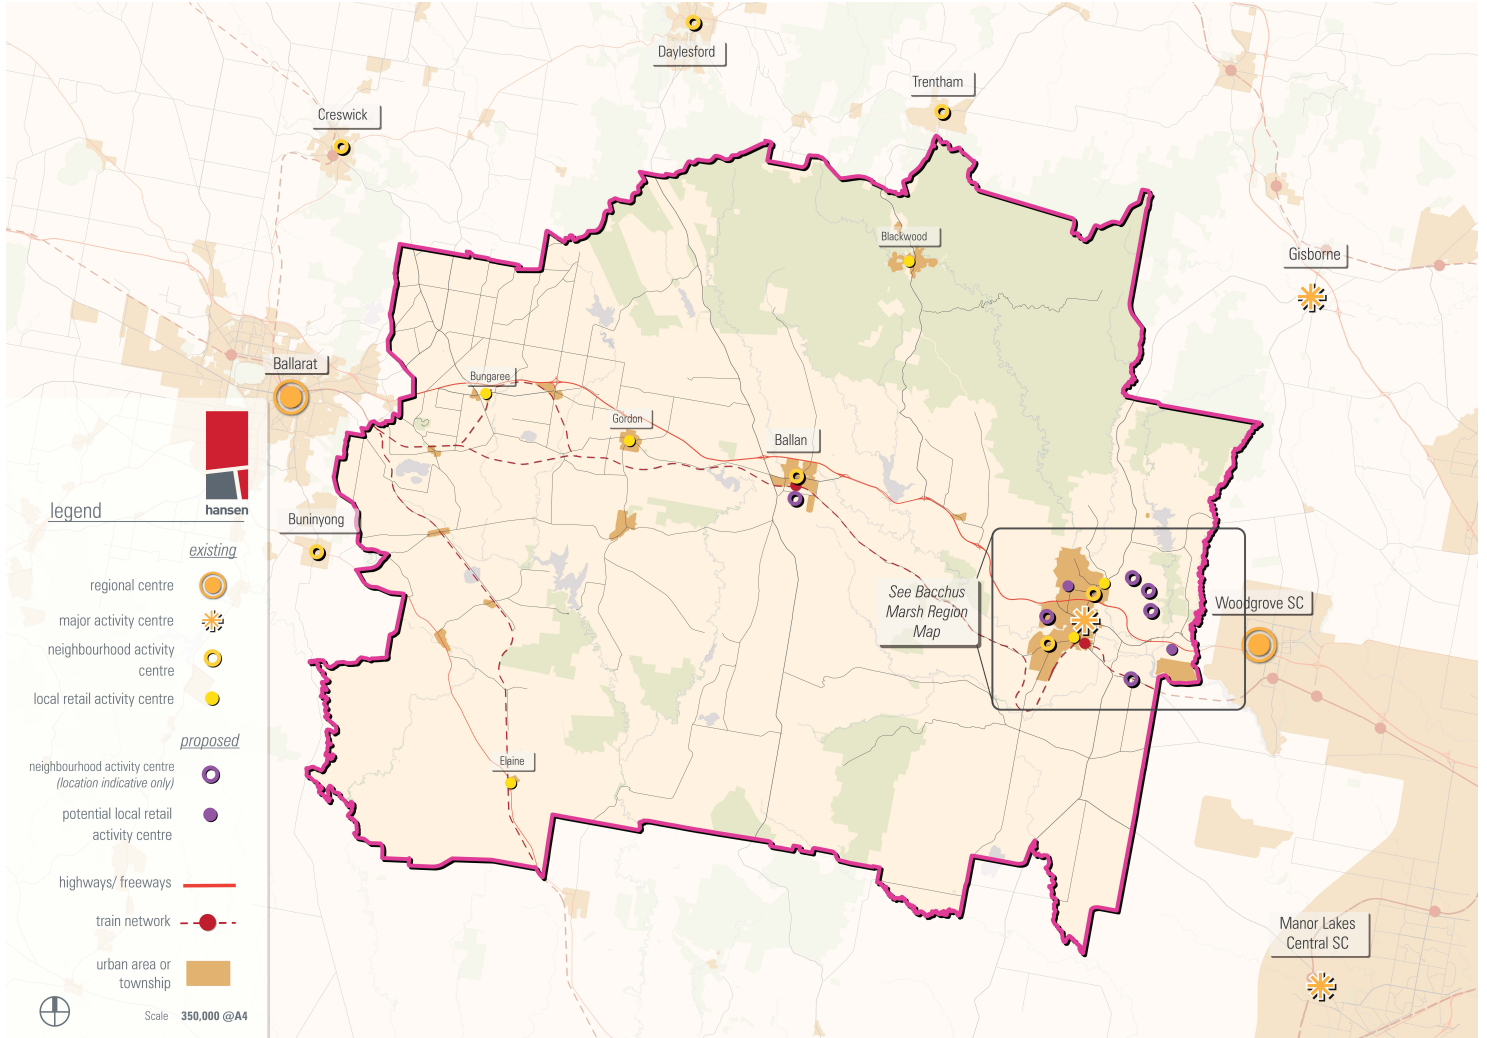 Daylesford
Trentham
Creswick
Blackwood
Gisborne
Ballarat
Bungaree
Gordon
Ballan
Buninyong
See Bacchus
Marsh Region
Map
Woodgrove SC
Elaine
Manor Lakes
Central SC
hansen
legend
existing
regional centre
major activity centre
neighbourhood activity
centre
local retail activity centre
proposed
neighbourhood activity centre
(location indicative only)
potential local retail
activity centre
highways/ freeways
train network
urban area or
township
Scale 350,000 @A4